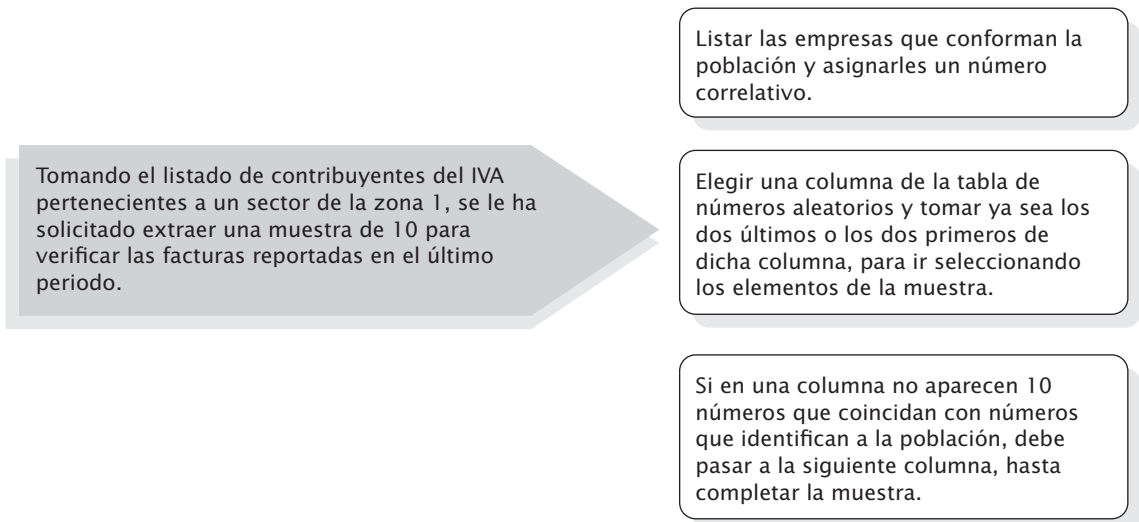 Tomando el listado de contribuyentes del IVA
pertenecientes a un sector de la zona 1, se le ha
solicitado extraer una muestra de 10 para
verificar las facturas reportadas en el último
periodo.
Listar las empresas que conforman la
población y asignarles un número
correlativo.
Elegir una columna de la tabla de
números aleatorios y tomar ya sea los
dos últimos o los dos primeros de
dicha columna, para ir seleccionando
los elementos de la muestra.
Si en una columna no aparecen 10
números que coincidan con números
que identifican a la población, debe
pasar a la siguiente columna, hasta
completar la muestra.